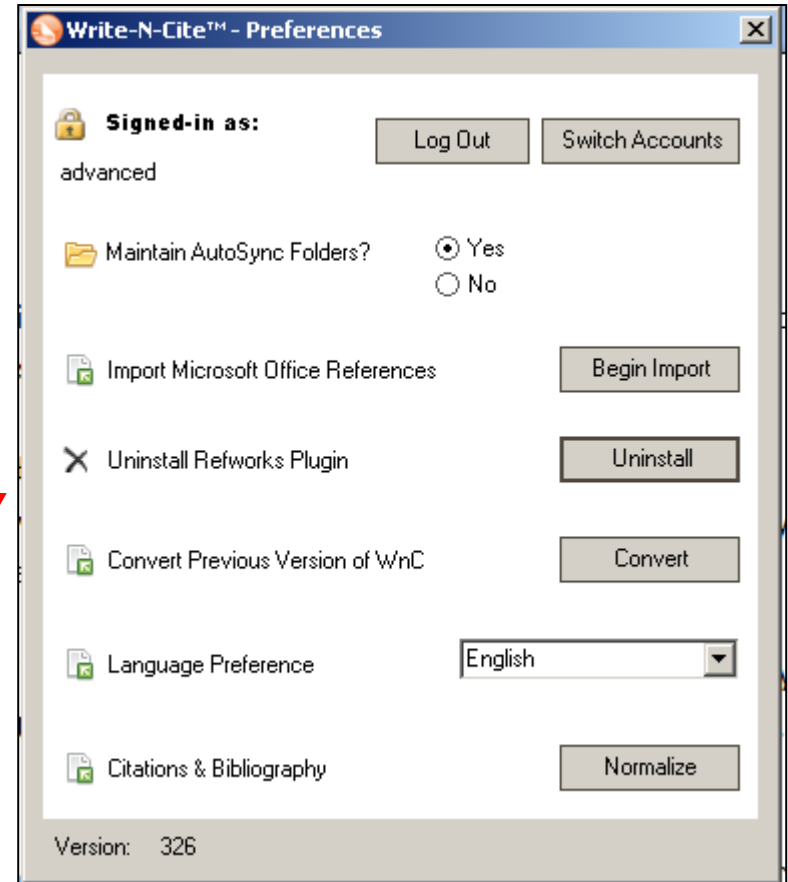 Write-N-Cite™ - Preferences
Signed-in as:
Log Out
Switch Accounts
advanced
Maintain AutoSync Folders?
Yes
No
Import Microsoft Office References
Begin Import
Uninstall Refworks Plugin
Uninstall
Convert Previous Version of WnC
Convert
Language Preference
English
Citations & Bibliography
Normalize
Version: 326